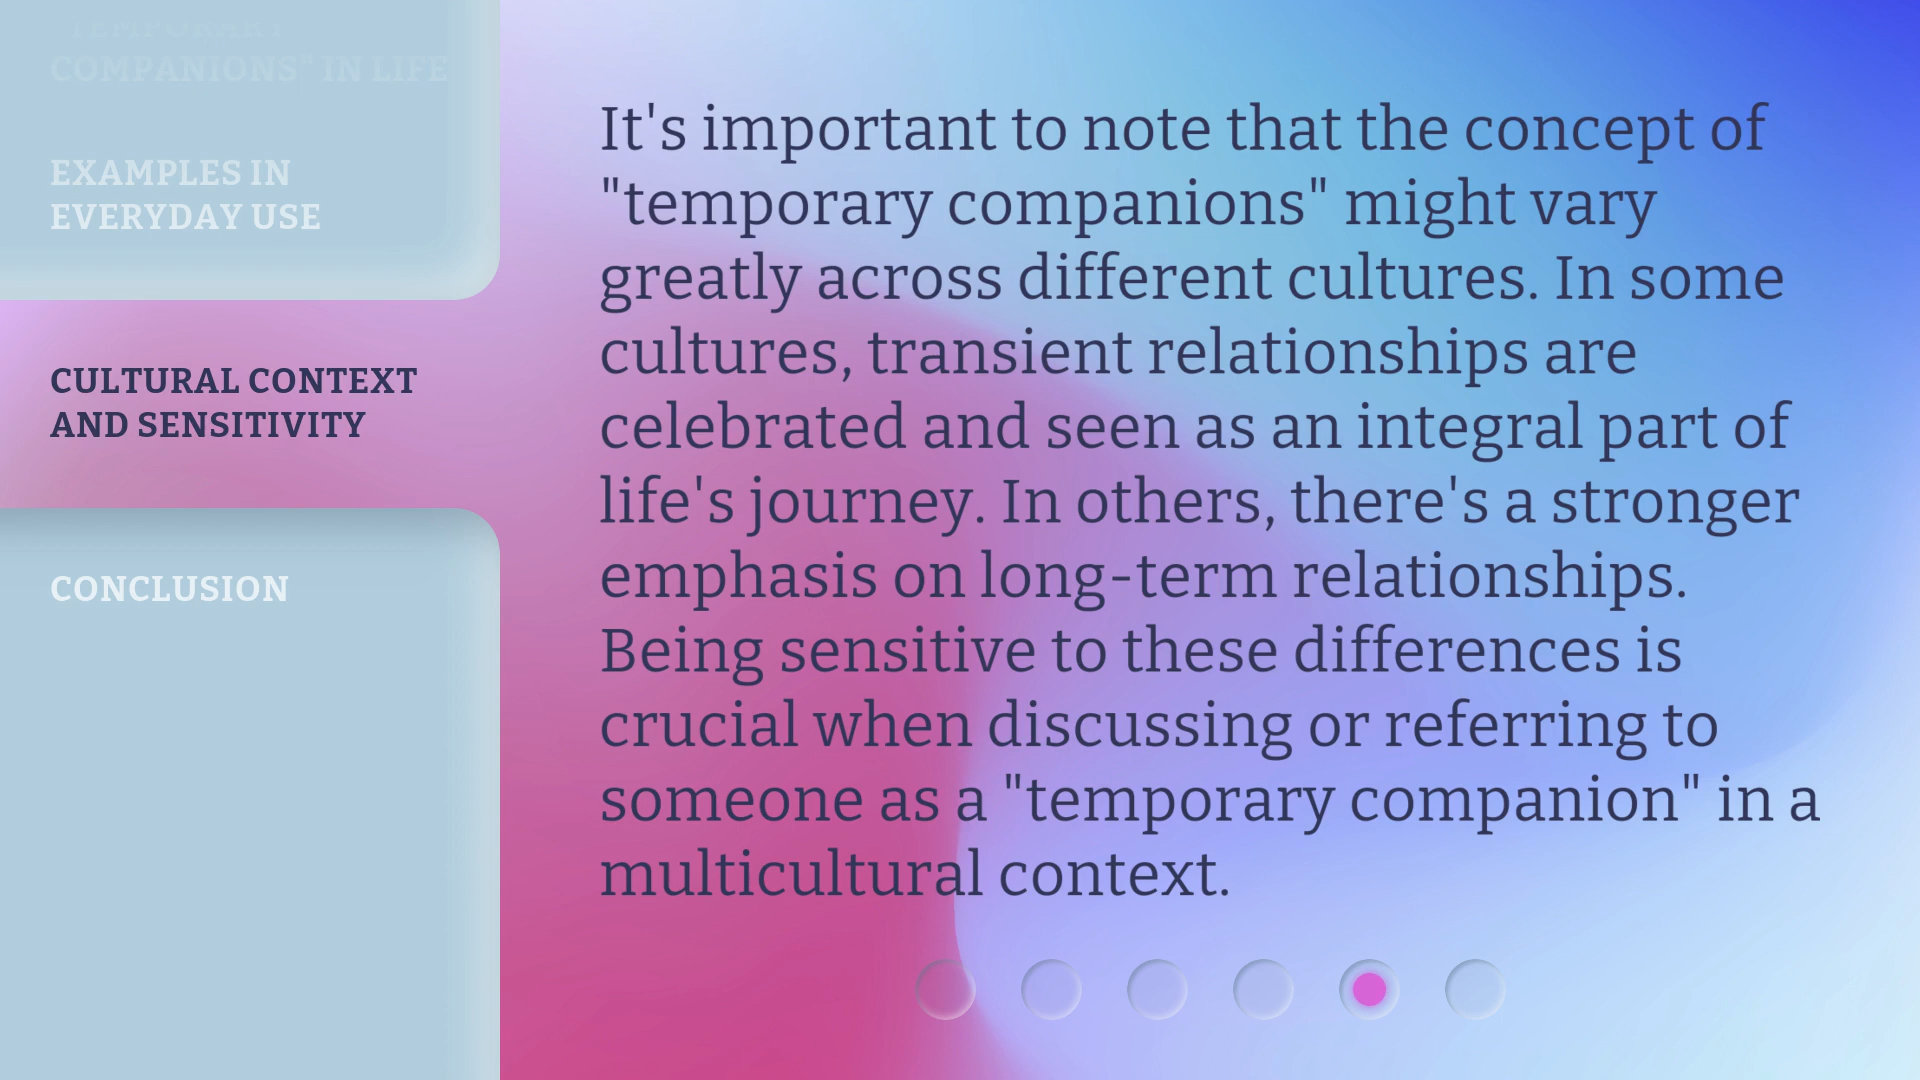 "TEMPORARY
COMPANIONS" IN LIFE
EXAMPLES IN
EVERYDAY USE
CULTURAL CONTEXT
AND SENSITIVITY
CONCLUSION
It's important to note that the concept of
"temporary companions" might vary
greatly across different cultures. In some
cultures, transient relationships are
celebrated and seen as an integral part of
life's journey. In others, there's a stronger
emphasis on long-term relationships.
Being sensitive to these differences is
crucial when discussing or referring to
someone as a "temporary companion" in a
multicultural context.